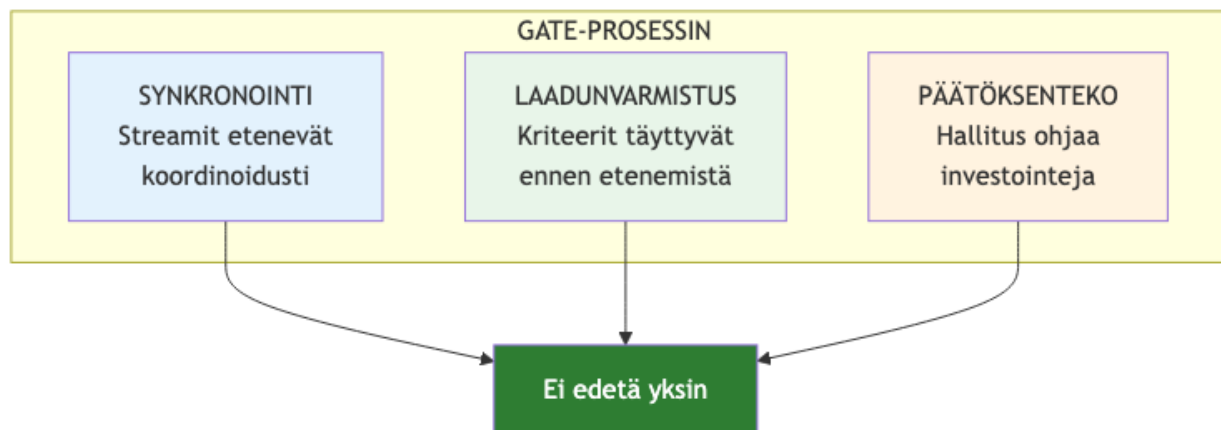 GATE-PROSESSIN
SYNKRONOINTI
Streamit etenevät
koordinoidusti
LAADUNVARMISTUS
Kriteerit täyttyvät
ennen etenemistä
PÄÄTÖKSENTEKO
Hallitus ohjaa
investointeja
Ei edetä yksin